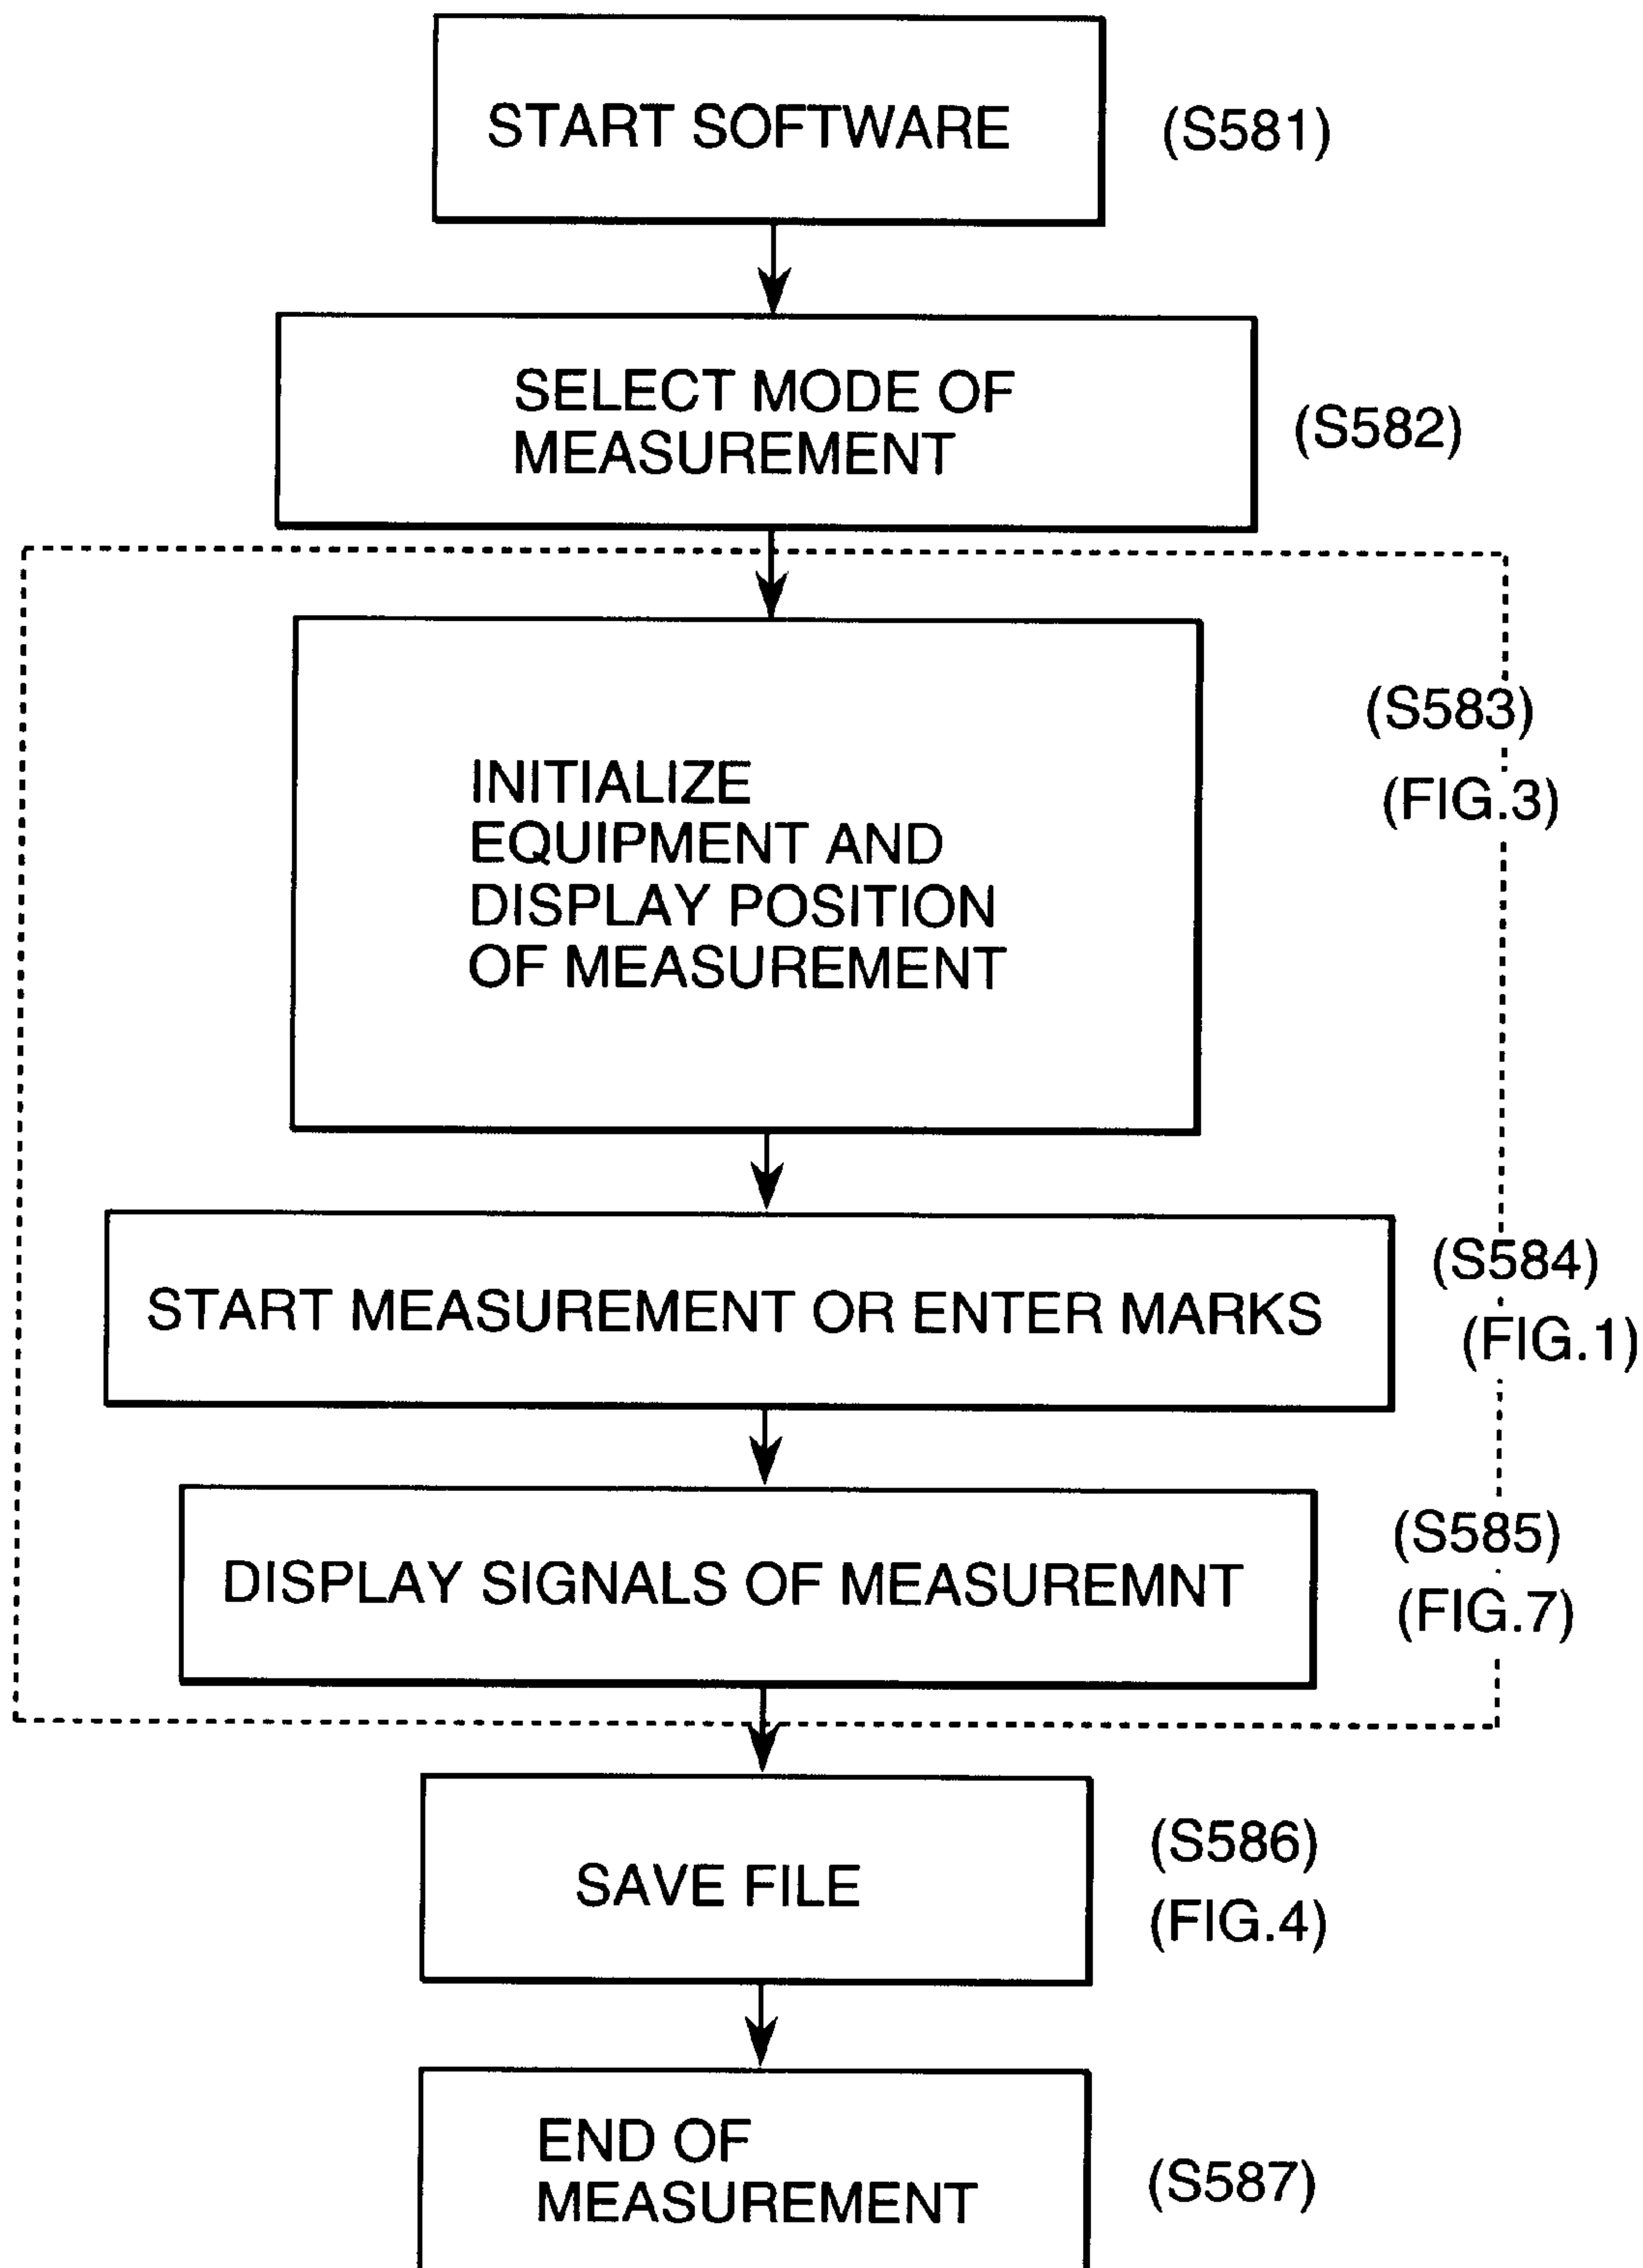 START SOFTWARE
(S581)
SELECT MODE OF
MEASUREMENT
(S582)
INITIALIZE
EQUIPMENT AND
DISPLAY POSITION
OF MEASUREMENT
(S583)
(FIG.3)
START MEASUREMENT OR ENTER MARKS
(S584)
(FIG.1)
DISPLAY SIGNALS OF MEASUREMNT
(S585)
(FIG.7)
SAVE FILE
(S586)
(FIG.4)
END OF
MEASUREMENT
(S587)